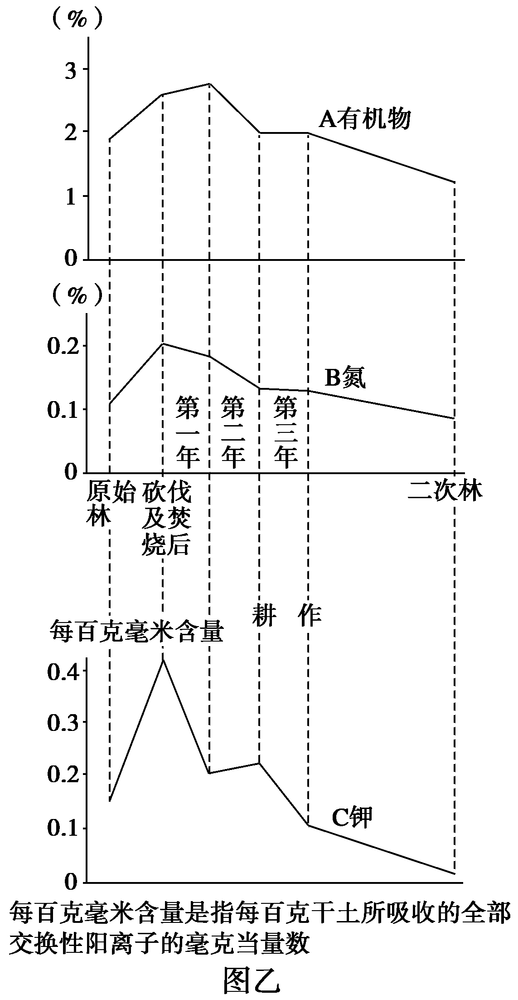 (%)
3
2
1
0
A有机物
(%)
0.2
0.1
0
B氮
第一年
第二年
第三年
原始
林
砍伐
及焚
烧后
二次林
耕 作
每百克毫米含量
0.4
0.3
0.2
0.1
0
C钾
每百克毫米含量是指每百克干土所吸收的全部
交换性阳离子的毫克当量数
图乙